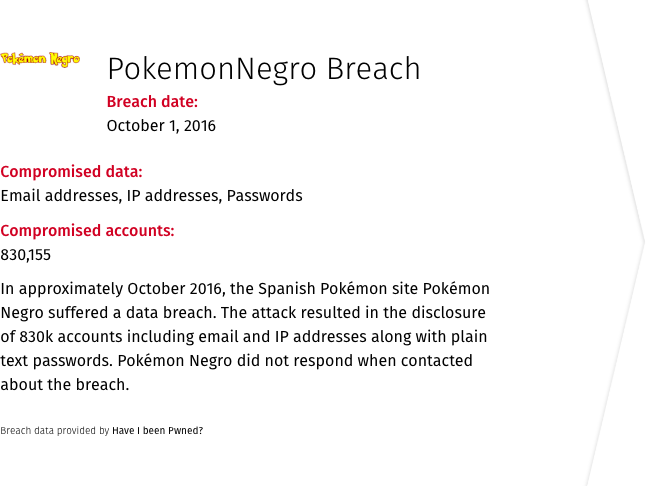 Pokémon Negro
PokemonNegro Breach
Breach date:
October 1, 2016
Compromised data:
Email addresses, IP addresses, Passwords
Compromised accounts:
830,155
In approximately October 2016, the Spanish Pokémon site Pokémon
Negro suffered a data breach. The attack resulted in the disclosure
of 830k accounts including email and IP addresses along with plain
text passwords. Pokémon Negro did not respond when contacted
about the breach.
Breach data provided by Have I been Pwned?